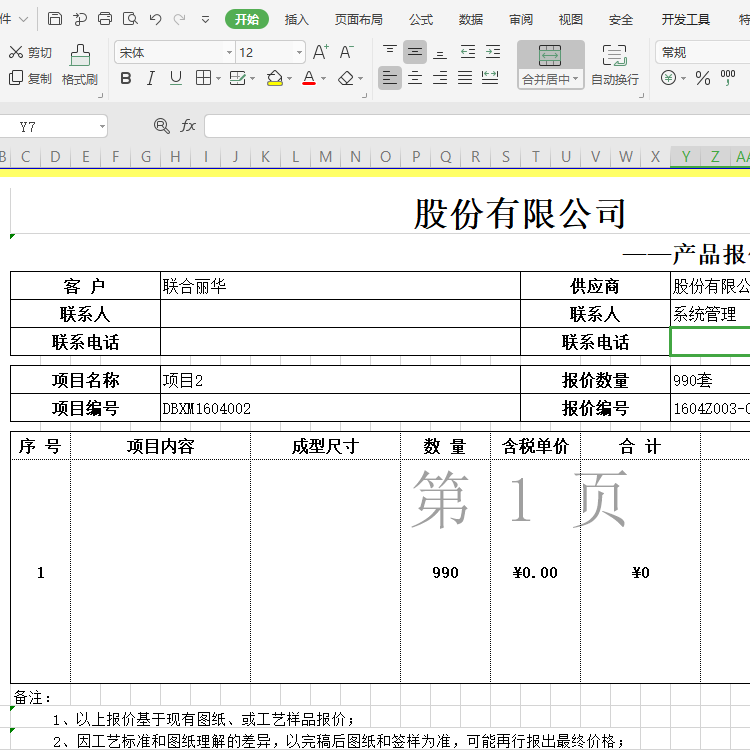 件 开始 插入 页面布局 公式 数据 审阅 视图 安全 开发工具 特
剪切 格式刷 宋体 12 A+ A- 合并居中 自动换行 常规
复制 B I U A ¥ % 000
Y7 fx
B C D E F G H I J K L M N O P Q R S T U V W X Y Z AA
股份有限公司
——产品报价
客 户 联合丽华 供应商 股份有限公
联系人 联系人 系统管理
联系电话 联系电话
项目名称 项目2 报价数量 990套
项目编号 DBXM1604002 报价编号 1604Z003-0
序 号 项目内容 成型尺寸 数 量 含税单价 合 计
第 1 页
1 990 ¥0.00 ¥0
备注：
1、以上报价基于现有图纸、或工艺样品报价；
2、因工艺标准和图纸理解的差异，以完稿后图纸和签样为准，可能再行报出最终价格；